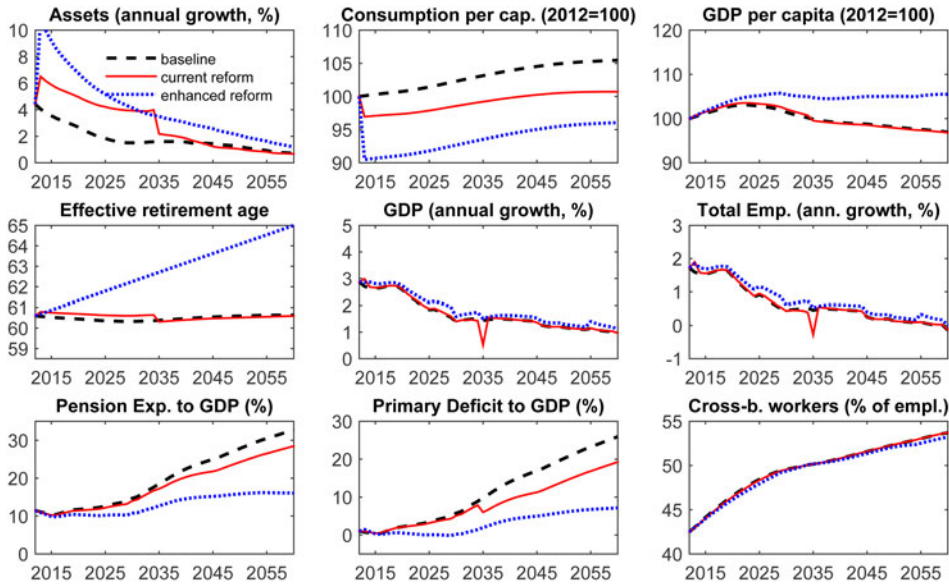 Assets (annual growth, %)
10
8
6
4
2
0
baseline
current reform
enhanced reform
2015 2025 2035 2045 2055
Consumption per cap. (2012=100)
110
105
100
95
90
2015 2025 2035 2045 2055
GDP per capita (2012=100)
120
110
100
90
2015 2025 2035 2045 2055
Effective retirement age
65
64
63
62
61
60
59
2015 2025 2035 2045 2055
GDP (annual growth, %)
5
4
3
2
1
0
2015 2025 2035 2045 2055
Total Emp. (ann. growth, %)
3
2
1
0
-1
2015 2025 2035 2045 2055
Pension Exp. to GDP (%)
30
20
10
0
2015 2025 2035 2045 2055
Primary Deficit to GDP (%)
30
20
10
0
2015 2025 2035 2045 2055
Cross-b. workers (% of empl.)
55
50
45
40
2015 2025 2035 2045 2055